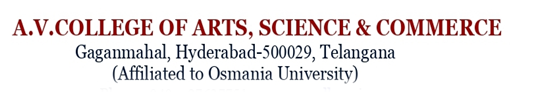 A.V.COLLEGE OF ARTS, SCIENCE & COMMERCE
Gaganmahal, Hyderabad-500029, Telangana
(Affiliated to Osmania University)